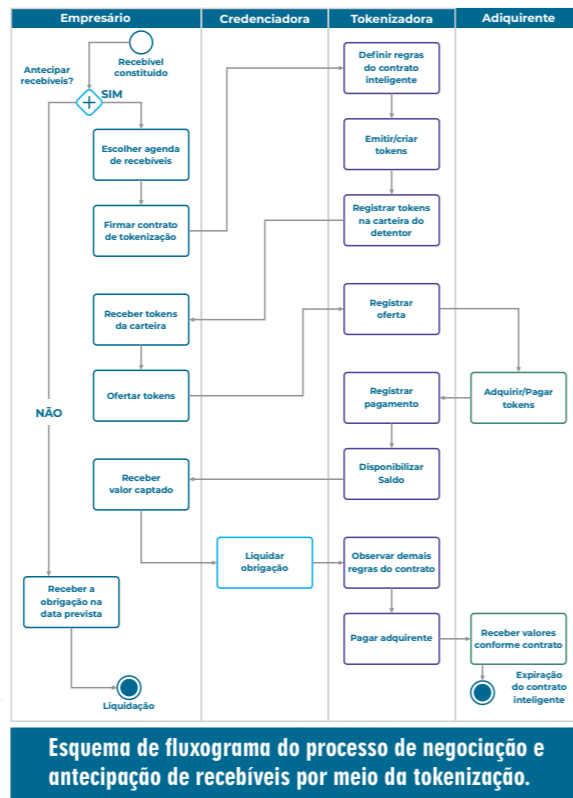 Empresário
Credenciadora
Tokenizadora
Adiquirente
Recebível
constituido
Antecipar
recebíveis?
SIM
Escolher agenda
de recebíveis
Firmar contrato
de tokenização
Definir regras
do contrato
inteligente
Emitir/criar
tokens
Registrar tokens
na carteira do
detentor
Receber tokens
da carteira
Ofertar tokens
Registrar
oferta
Adquirir/Pagar
tokens
Registrar
pagamento
Disponibilizar
Saldo
NÃO
Receber
valor captado
Liquidar
obrigação
Observar demais
regras do contrato
Receber a
obrigação na
data prevista
Pagar adquirente
Receber valores
conforme contrato
Liquidação
Expiração
do contrato
inteligente
Esquema de fluxograma do processo de negociação e
antecipação de recebíveis por meio da tokenização.